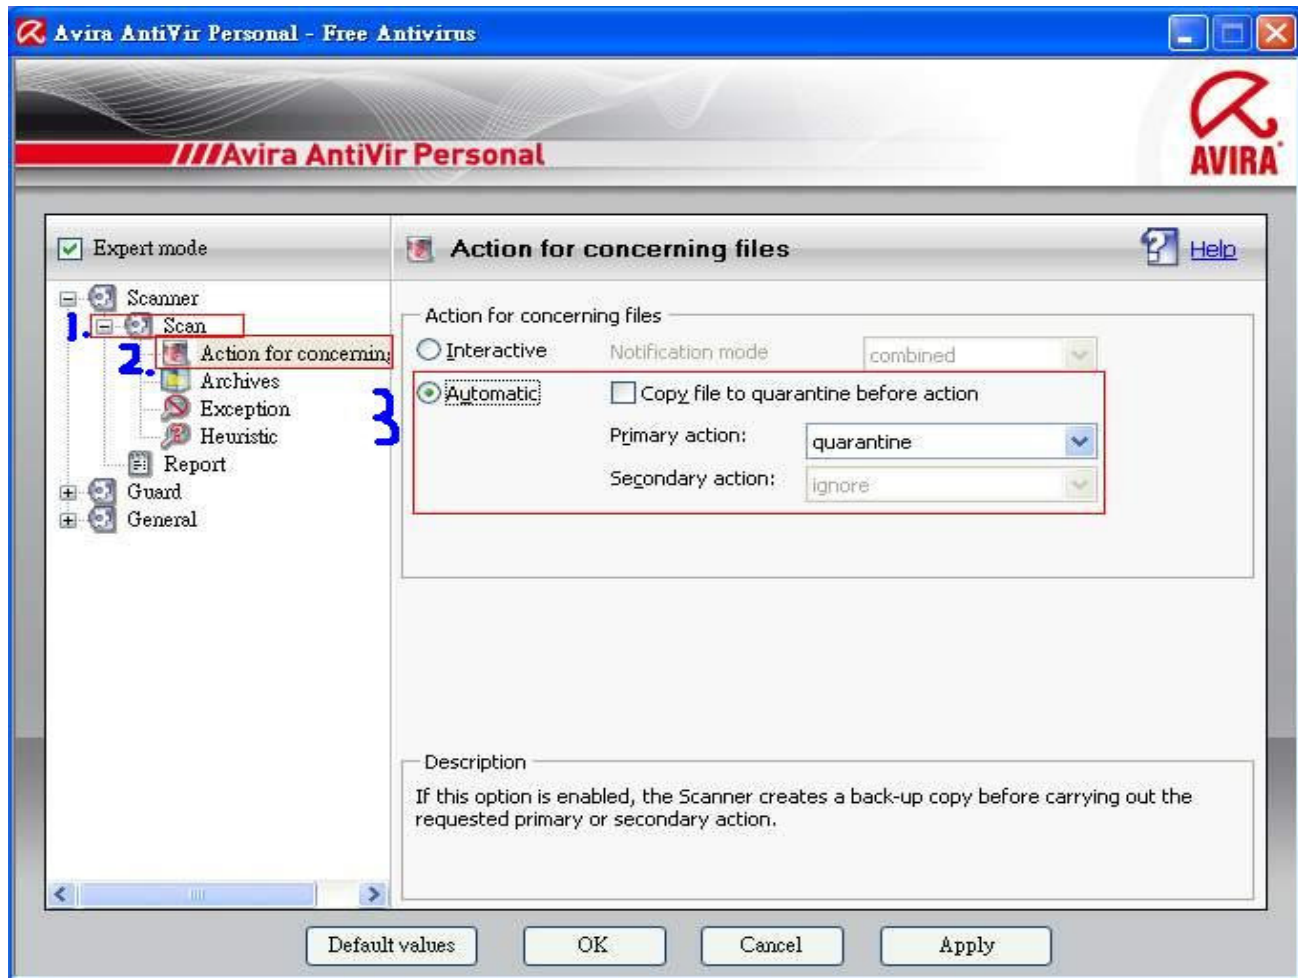 Avira AntiVir Personal - Free Antivirus
////Avira AntiVir Personal
AVIRA
Expert mode
Action for concerning files
Help
Scanner
1.
Scan
2.
Action for concerning
Archives
Exception
3
Heuristic
Report
Guard
General
Action for concerning files
Interactive Notification mode combined
Automatic Copy file to quarantine before action
Primary action: quarantine
Secondary action: ignore
Description
If this option is enabled, the Scanner creates a back-up copy before carrying out the
requested primary or secondary action.
Default values OK Cancel Apply